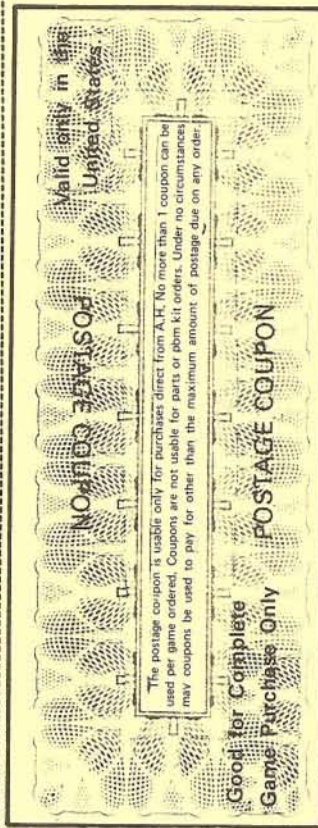 Valid only in the
United States.
POSTAGE COUPON
The postage coupon is usable only for purchases direct from A.H. No more than 1 coupon can be
used per game ordered. Coupons are not usable for parts or pbm kit orders. Under no circumstances
may coupons be used to pay for other than the maximum amount of postage due on any order.
Good for Complete
Game Purchase Only
POSTAGE COUPON